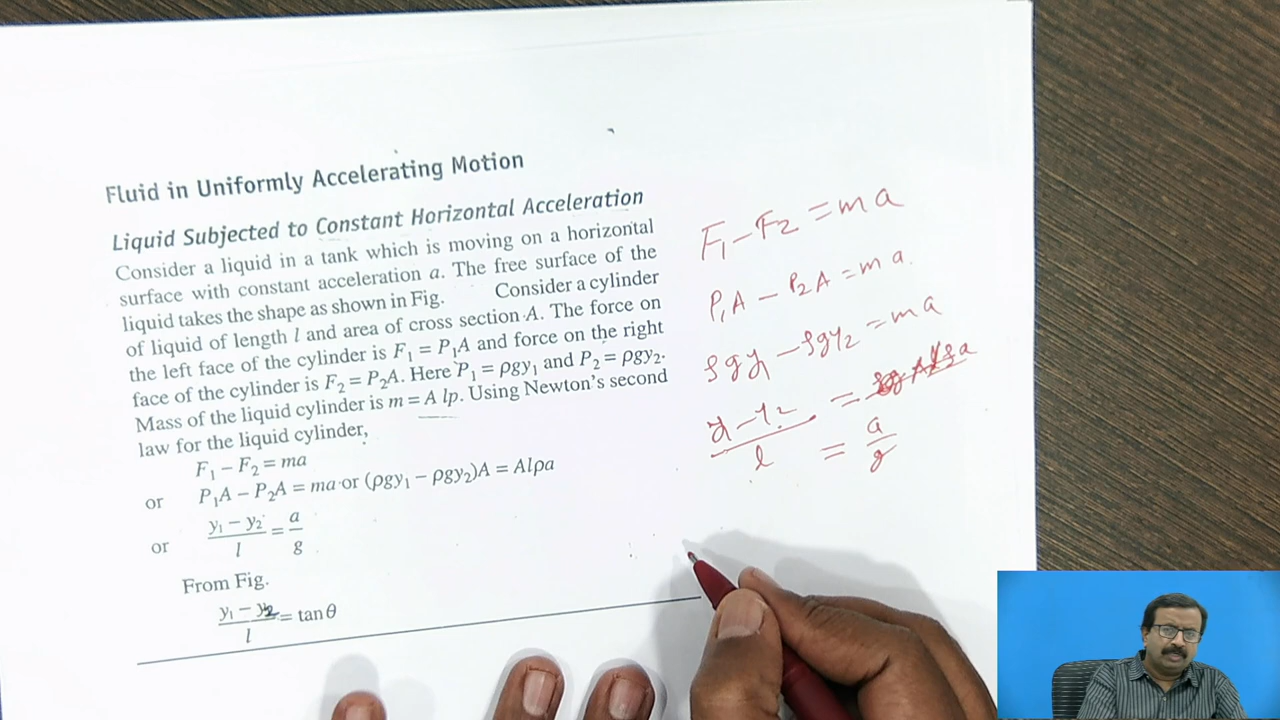 Fluid in Uniformly Accelerating Motion
Liquid Subjected to Constant Horizontal Acceleration
Consider a liquid in a tank which is moving on a horizontal
surface with constant acceleration a. The free surface of the
liquid takes the shape as shown in Fig. Consider a cylinder
of liquid of length l and area of cross section A. The force on
the left face of the cylinder is F₁ = P₁A and force on the right
face of the cylinder is F₂ = P₂A. Here P₁ = ρgy₁ and P₂ = ρgy₂.
Mass of the liquid cylinder is m = A lρ. Using Newton's second
law for the liquid cylinder,
F₁ – F₂ = ma
or P₁A – P₂A = ma or (ρgy₁ – ρgy₂)A = Alρa
or (y₁ – y₂)/l = a/g
From Fig.
(y₁ – y₂)/l = tan θ
F₁ – F₂ = ma
P₁A – P₂A = ma
ρgy₁ – ρgy₂ = ma
(y₁ – y₂)/l =
= a/g